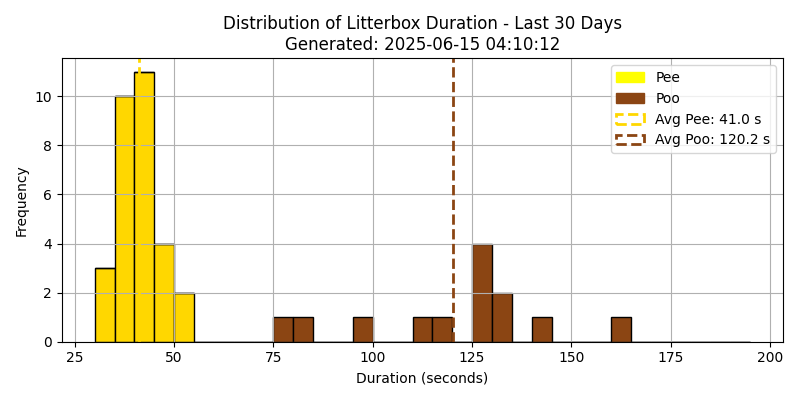 Distribution of Litterbox Duration - Last 30 Days
Generated: 2025-06-15 04:10:12
Pee
Poo
Avg Pee: 41.0 s
Avg Poo: 120.2 s
Frequency
10
8
6
4
2
0
25 50 75 100 125 150 175 200
Duration (seconds)